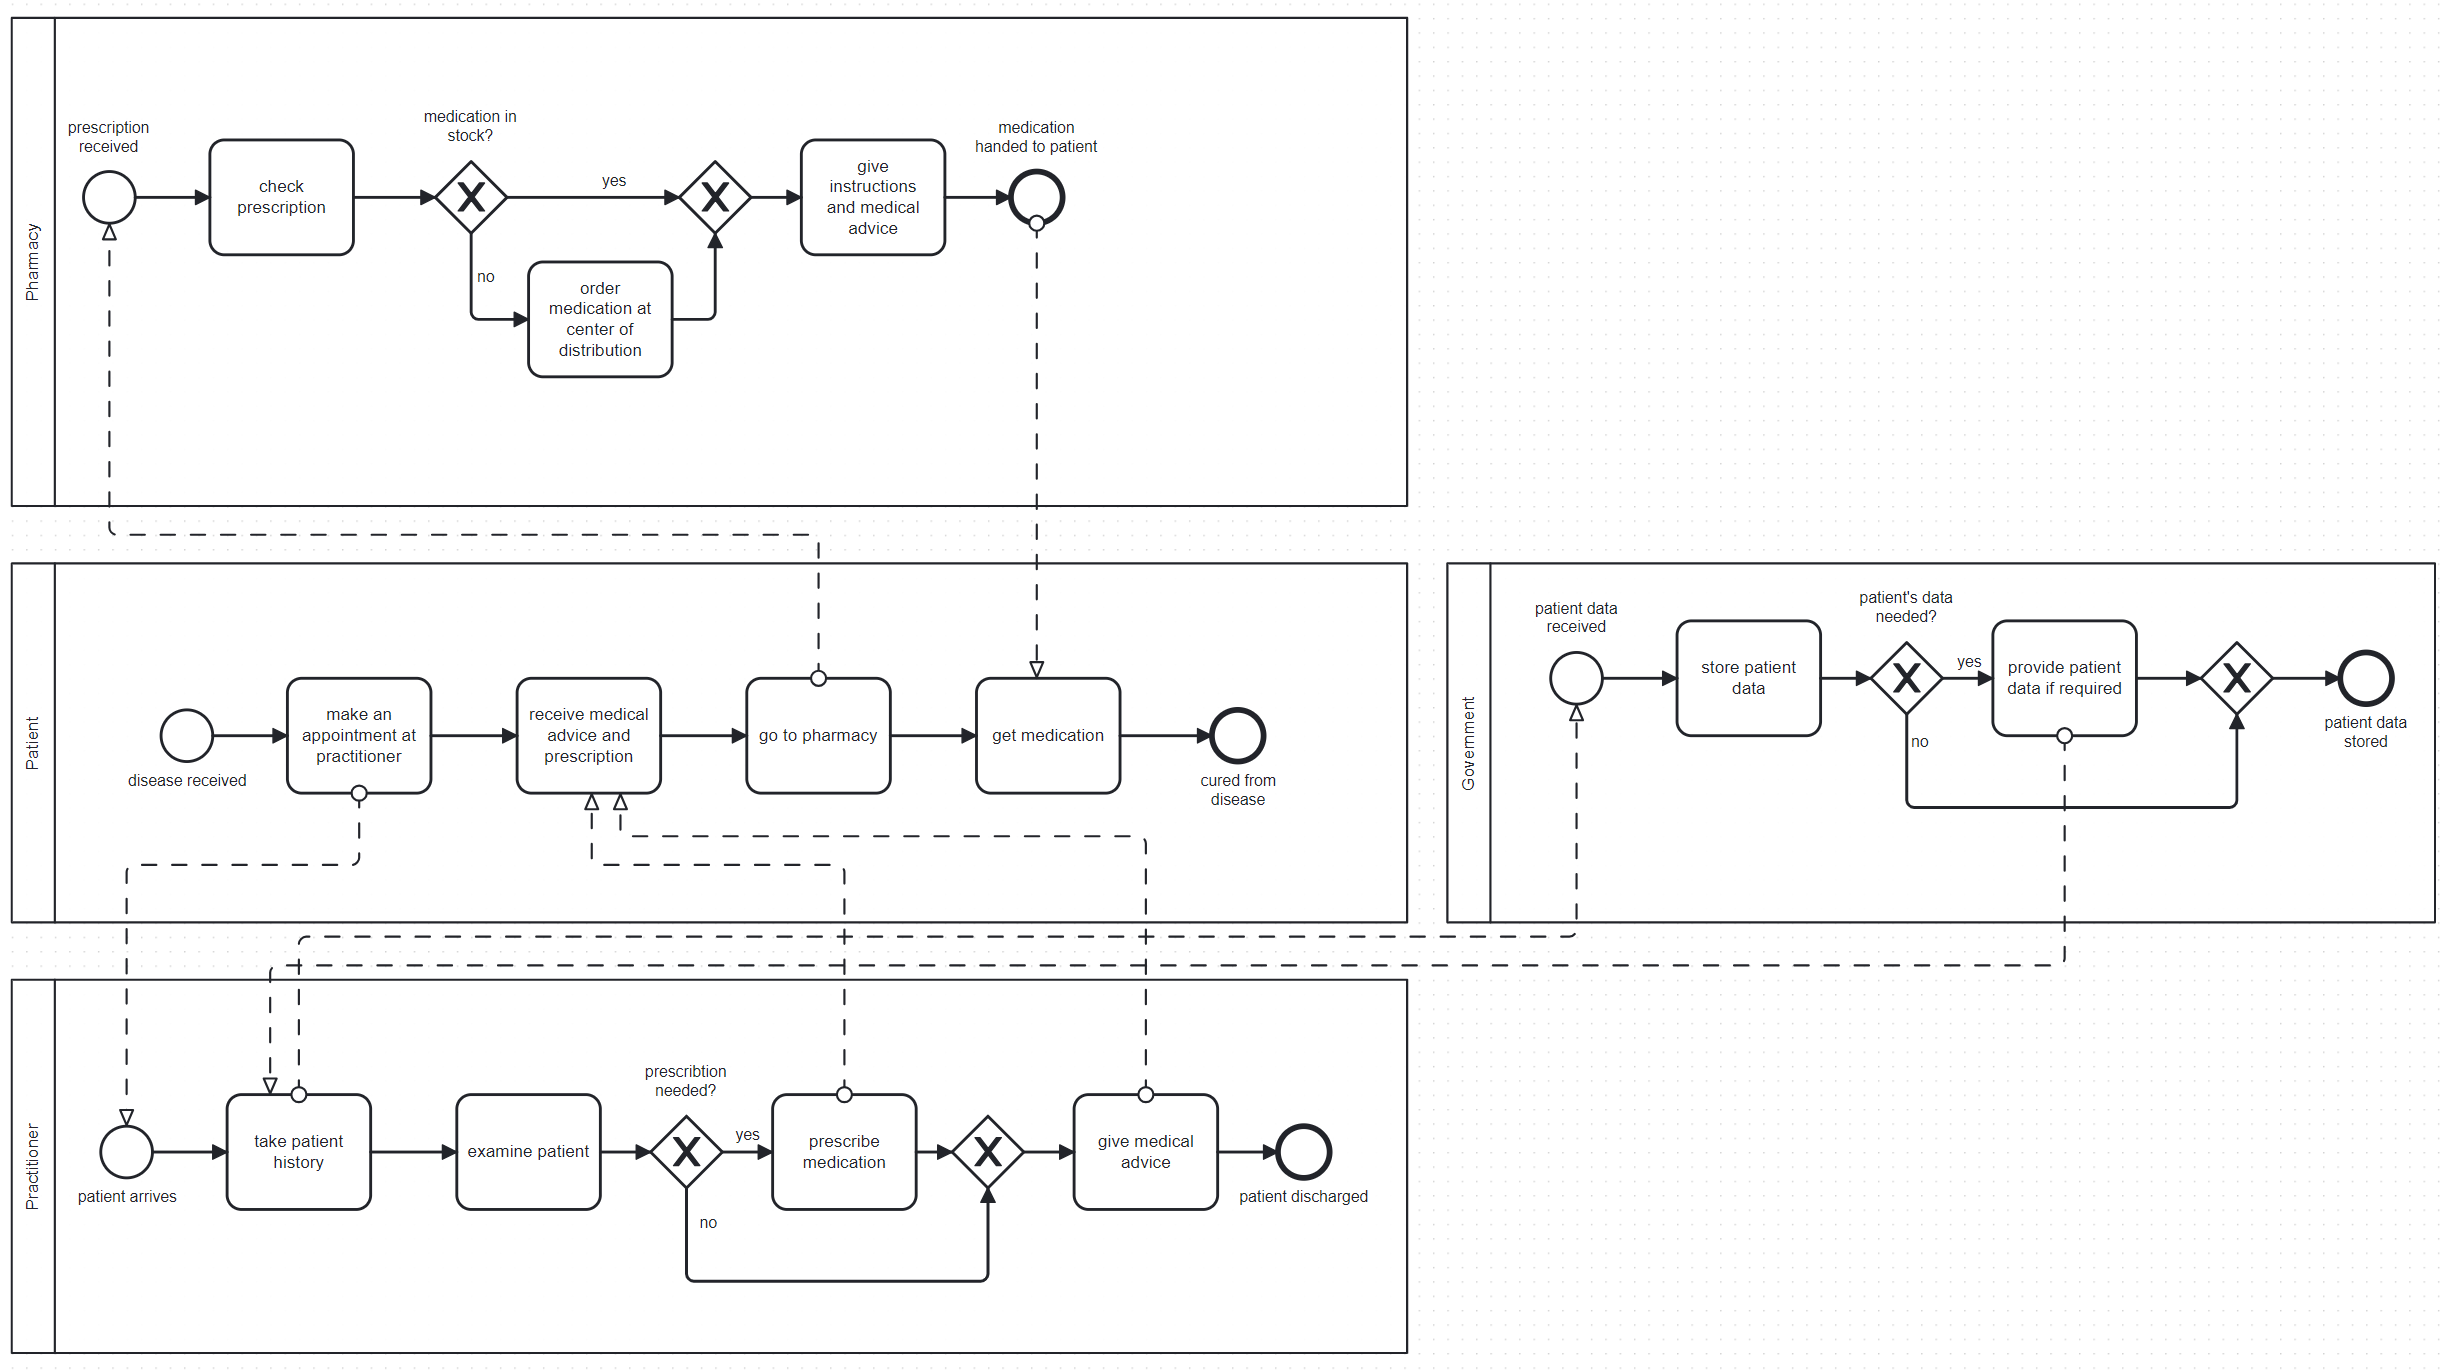 Pharmacy
prescription
received
check
prescription
medication in
stock?
yes
no
order
medication at
center of
distribution
give
instructions
and medical
advice
medication
handed to patient
Patient
disease received
make an
appointment at
practitioner
receive medical
advice and
prescription
go to pharmacy
get medication
cured from
disease
Government
patient data
received
store patient
data
patient's data
needed?
yes
no
provide patient
data if required
patient data
stored
Practitioner
patient arrives
take patient
history
examine patient
prescribtion
needed?
yes
no
prescribe
medication
give medical
advice
patient discharged